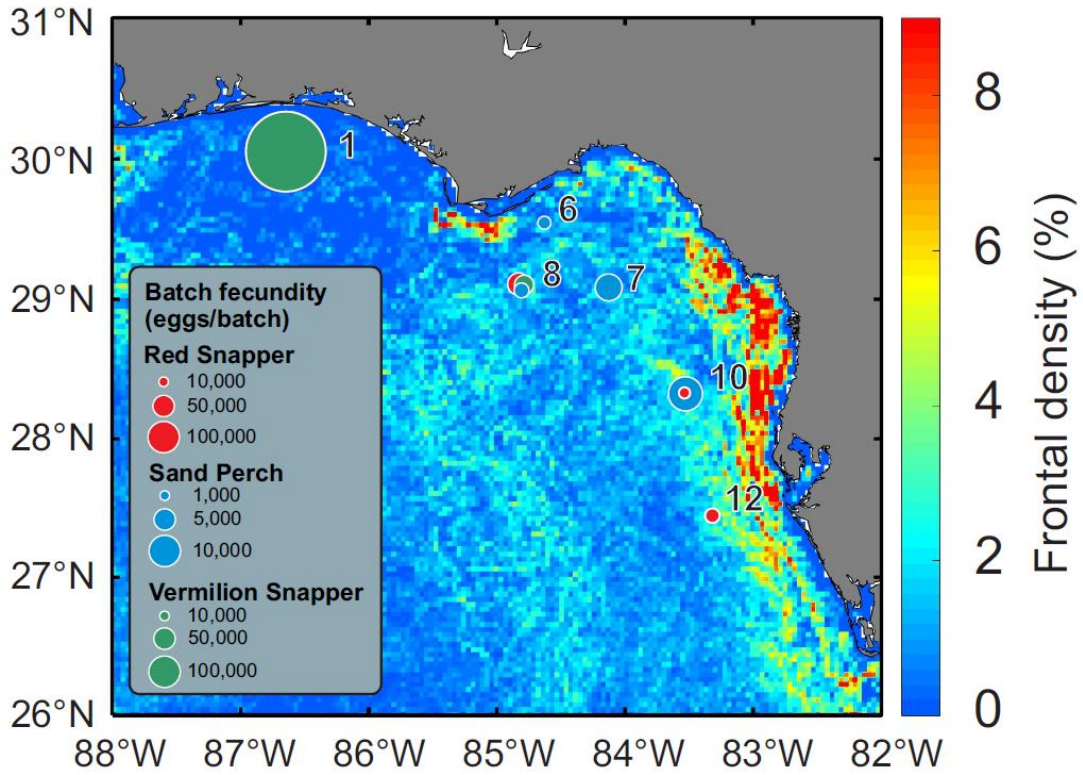 31°N
30°N
29°N
28°N
27°N
26°N
88°W 87°W 86°W 85°W 84°W 83°W 82°W
1
6
8
7
10
12
Batch fecundity
(eggs/batch)
Red Snapper
10,000
50,000
100,000
Sand Perch
1,000
5,000
10,000
Vermilion Snapper
10,000
50,000
100,000
8
6
4
2
0
Frontal density (%)